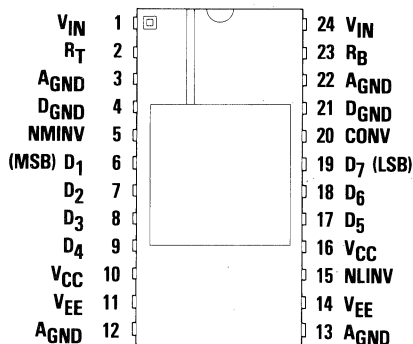 VIN 1 24 VIN
RT 2 23 RB
AGND 3 22 AGND
DGND 4 21 DGND
NMINV 5 20 CONV
(MSB) D1 6 19 D7 (LSB)
D2 7 18 D6
D3 8 17 D5
D4 9 16 VCC
VCC 10 15 NLINV
VEE 11 14 VEE
AGND 12 13 AGND